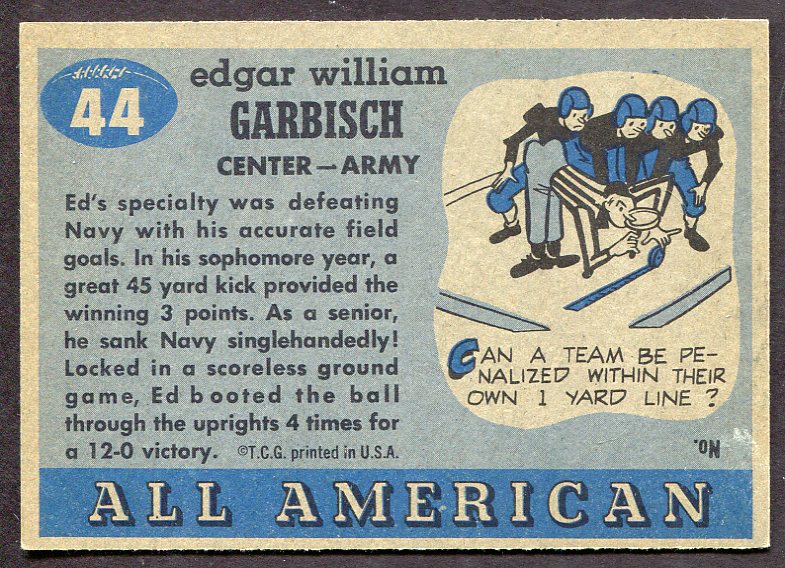 44
edgar william
GARBISCH
CENTER—ARMY
Ed's specialty was defeating
Navy with his accurate field
goals. In his sophomore year, a
great 45 yard kick provided the
winning 3 points. As a senior,
he sank Navy singlehandedly!
Locked in a scoreless ground
game, Ed booted the ball
through the uprights 4 times for
a 12-0 victory. ©T.C.G. printed in U.S.A.
CAN A TEAM BE PE-
NALIZED WITHIN THEIR
OWN 1 YARD LINE?
NO.
ALL AMERICAN